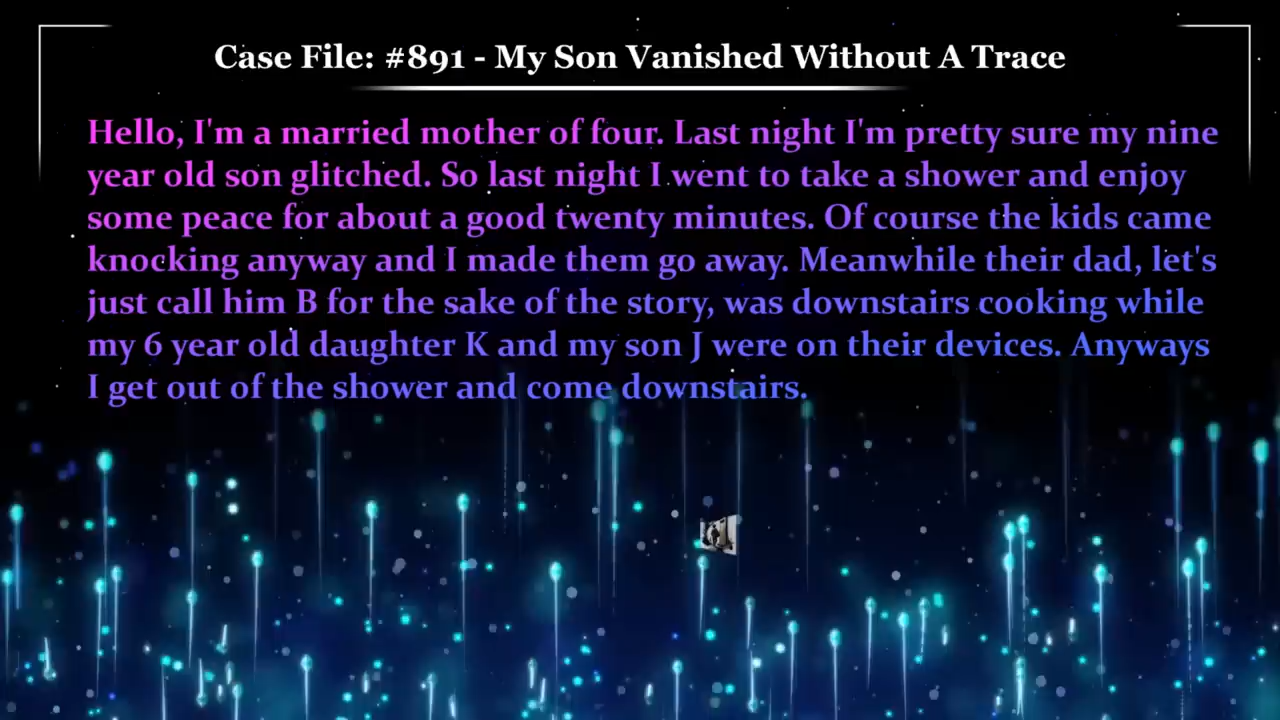 Case File: #891 - My Son Vanished Without A Trace
Hello, I'm a married mother of four. Last night I'm pretty sure my nine
year old son glitched. So last night I went to take a shower and enjoy
some peace for about a good twenty minutes. Of course the kids came
knocking anyway and I made them go away. Meanwhile their dad, let's
just call him B for the sake of the story, was downstairs cooking while
my 6 year old daughter K and my son J were on their devices. Anyways
I get out of the shower and come downstairs.